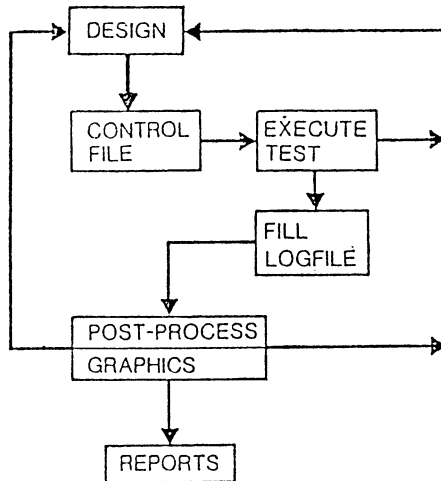 DESIGN
CONTROL
FILE
EXECUTE
TEST
FILL
LOGFILE
POST-PROCESS
GRAPHICS
REPORTS